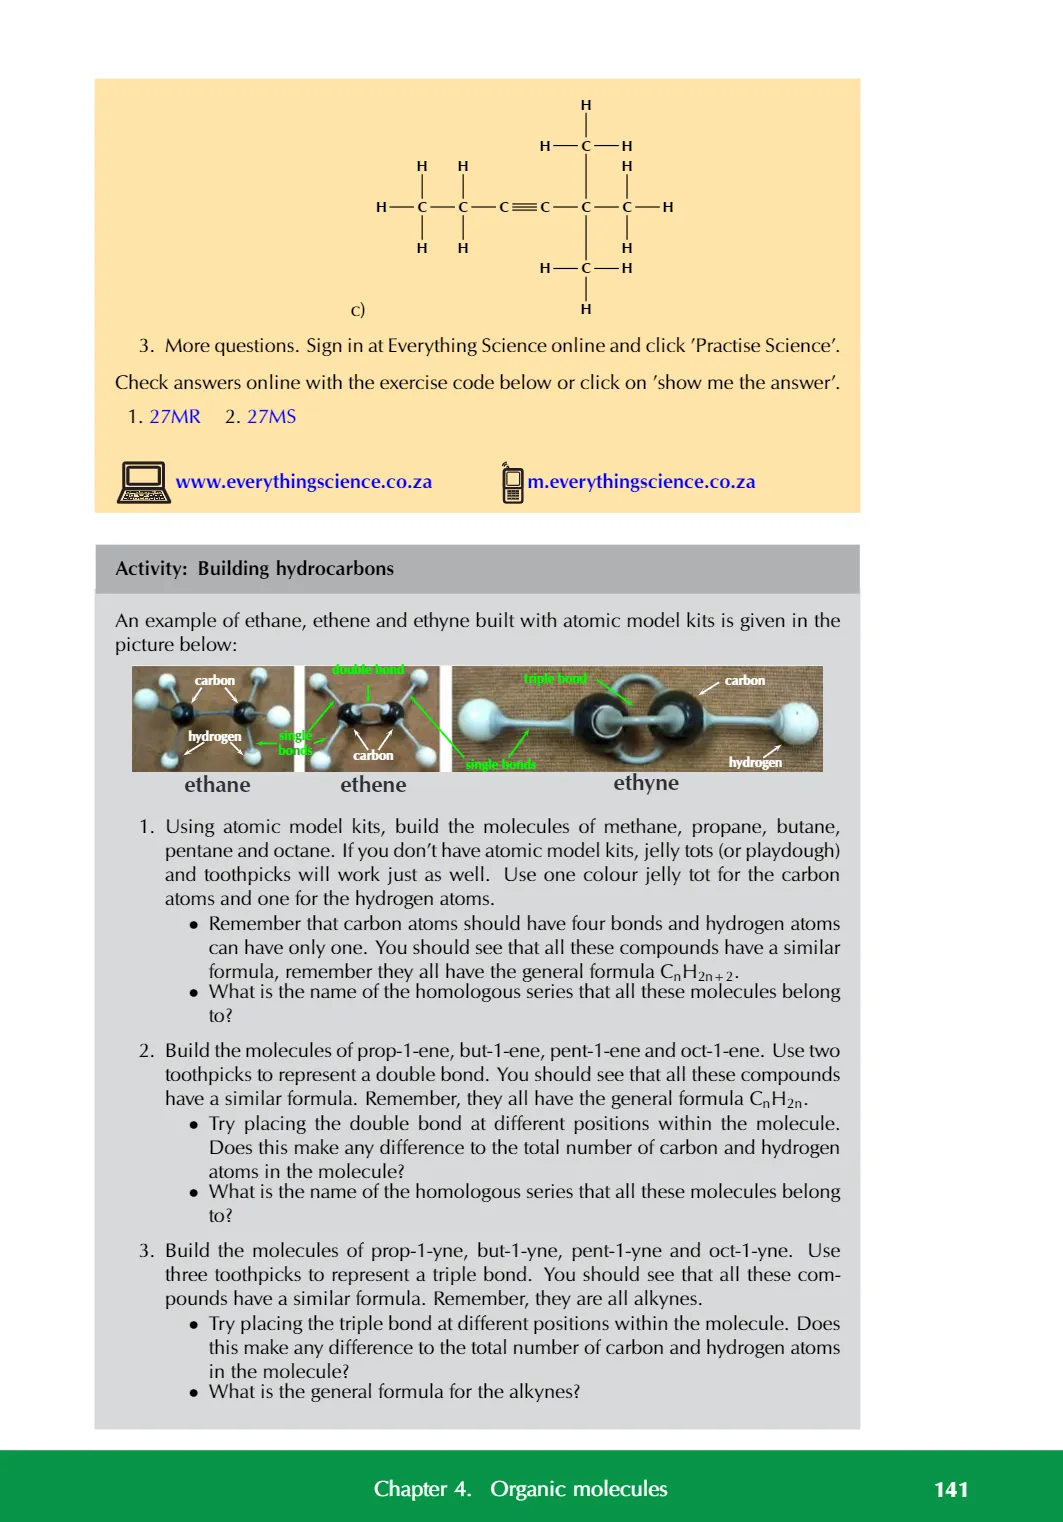 H
H C H
H H H
H C C C C C C H
H H H
H C H
c) H
3. More questions. Sign in at Everything Science online and click ’Practise Science’.
Check answers online with the exercise code below or click on ’show me the answer’.
1. 27MR 2. 27MS
www.everythingscience.co.za m.everythingscience.co.za
Activity: Building hydrocarbons
An example of ethane, ethene and ethyne built with atomic model kits is given in the
picture below:
double bond
carbon triple bond carbon
hydrogen single
bonds carbon single bonds hydrogen
ethane ethene ethyne
1. Using atomic model kits, build the molecules of methane, propane, butane,
pentane and octane. If you don’t have atomic model kits, jelly tots (or playdough)
and toothpicks will work just as well. Use one colour jelly tot for the carbon
atoms and one for the hydrogen atoms.
• Remember that carbon atoms should have four bonds and hydrogen atoms
can have only one. You should see that all these compounds have a similar
formula, remember they all have the general formula CnH2n+2.
• What is the name of the homologous series that all these molecules belong
to?
2. Build the molecules of prop-1-ene, but-1-ene, pent-1-ene and oct-1-ene. Use two
toothpicks to represent a double bond. You should see that all these compounds
have a similar formula. Remember, they all have the general formula CnH2n.
• Try placing the double bond at different positions within the molecule.
Does this make any difference to the total number of carbon and hydrogen
atoms in the molecule?
• What is the name of the homologous series that all these molecules belong
to?
3. Build the molecules of prop-1-yne, but-1-yne, pent-1-yne and oct-1-yne. Use
three toothpicks to represent a triple bond. You should see that all these com-
pounds have a similar formula. Remember, they are all alkynes.
• Try placing the triple bond at different positions within the molecule. Does
this make any difference to the total number of carbon and hydrogen atoms
in the molecule?
• What is the general formula for the alkynes?
Chapter 4. Organic molecules 141